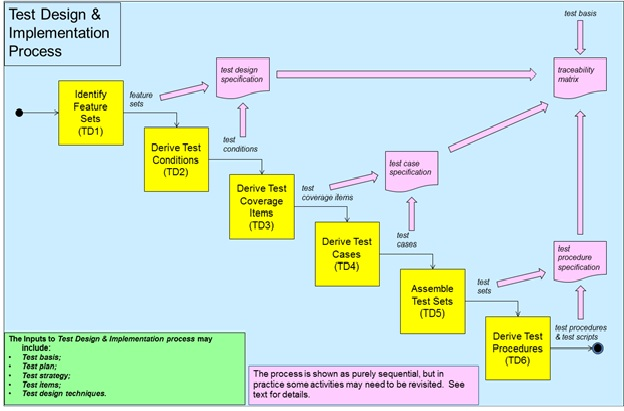 Test Design &
Implementation
Process
test basis
test design
specification
traceability
matrix
Identify
Feature
Sets
(TD1)
feature
sets
Derive Test
Conditions
(TD2)
test
conditions
Derive Test
Coverage
Items
(TD3)
test
coverage items
test case
specification
Derive Test
Cases
(TD4)
test
cases
Assemble
Test Sets
(TD5)
test
sets
test
procedure
specification
Derive Test
Procedures
(TD6)
test procedures
& test scripts
The Inputs to Test Design & Implementation process may
include:
• Test basis;
• Test plan;
• Test strategy;
• Test items;
• Test design techniques.
The process is shown as purely sequential, but in
practice some activities may need to be revisited. See
text for details.